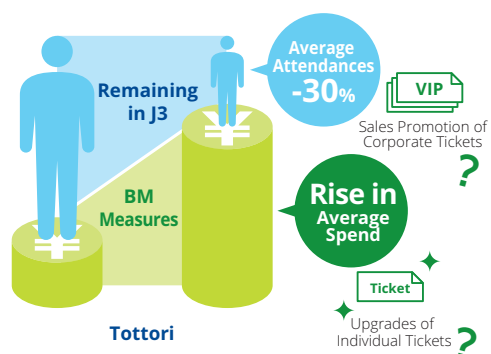 Average
Attendances
-30%
Remaining
in J3
VIP
Sales Promotion of
Corporate Tickets
?
¥
BM
Measures
Rise in
Average
Spend
¥
Ticket
Tottori
Upgrades of
Individual Tickets
?